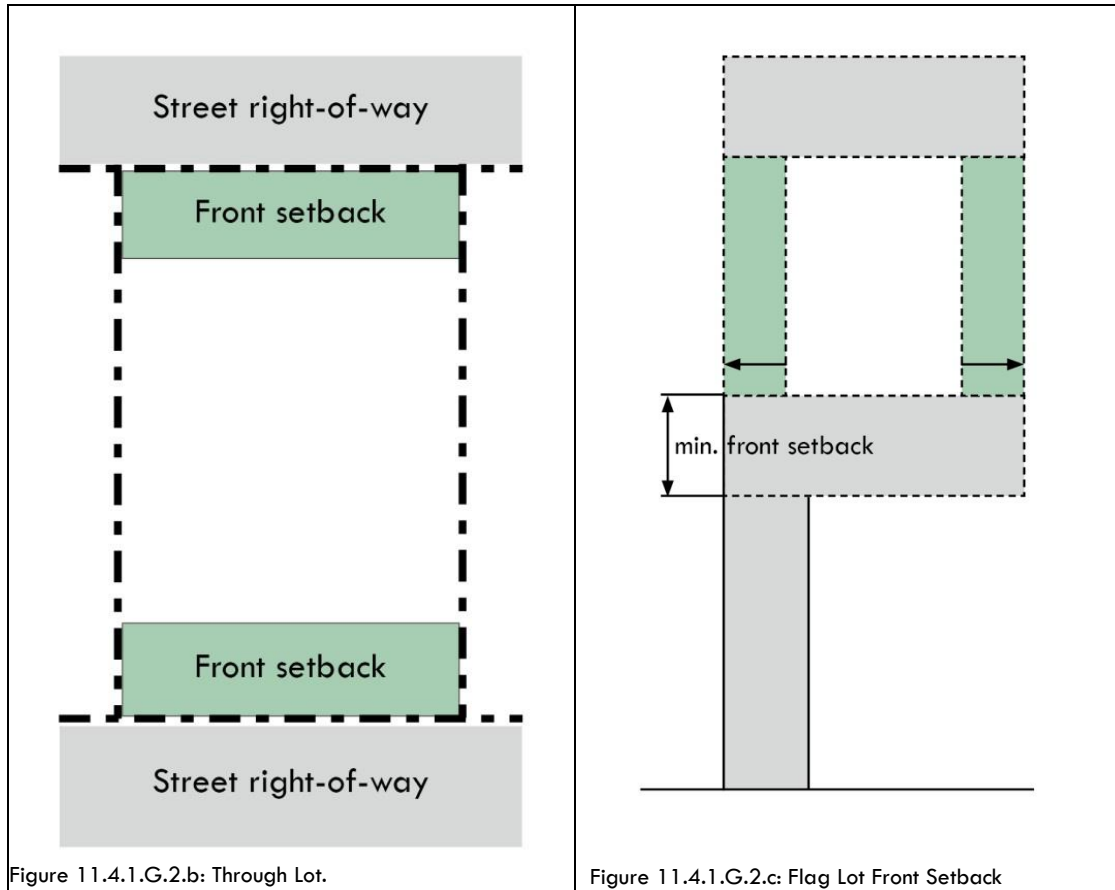 Street right-of-way
Front setback
Front setback
Street right-of-way
Figure 11.4.1.G.2.b: Through Lot.
min. front setback
Figure 11.4.1.G.2.c: Flag Lot Front Setback